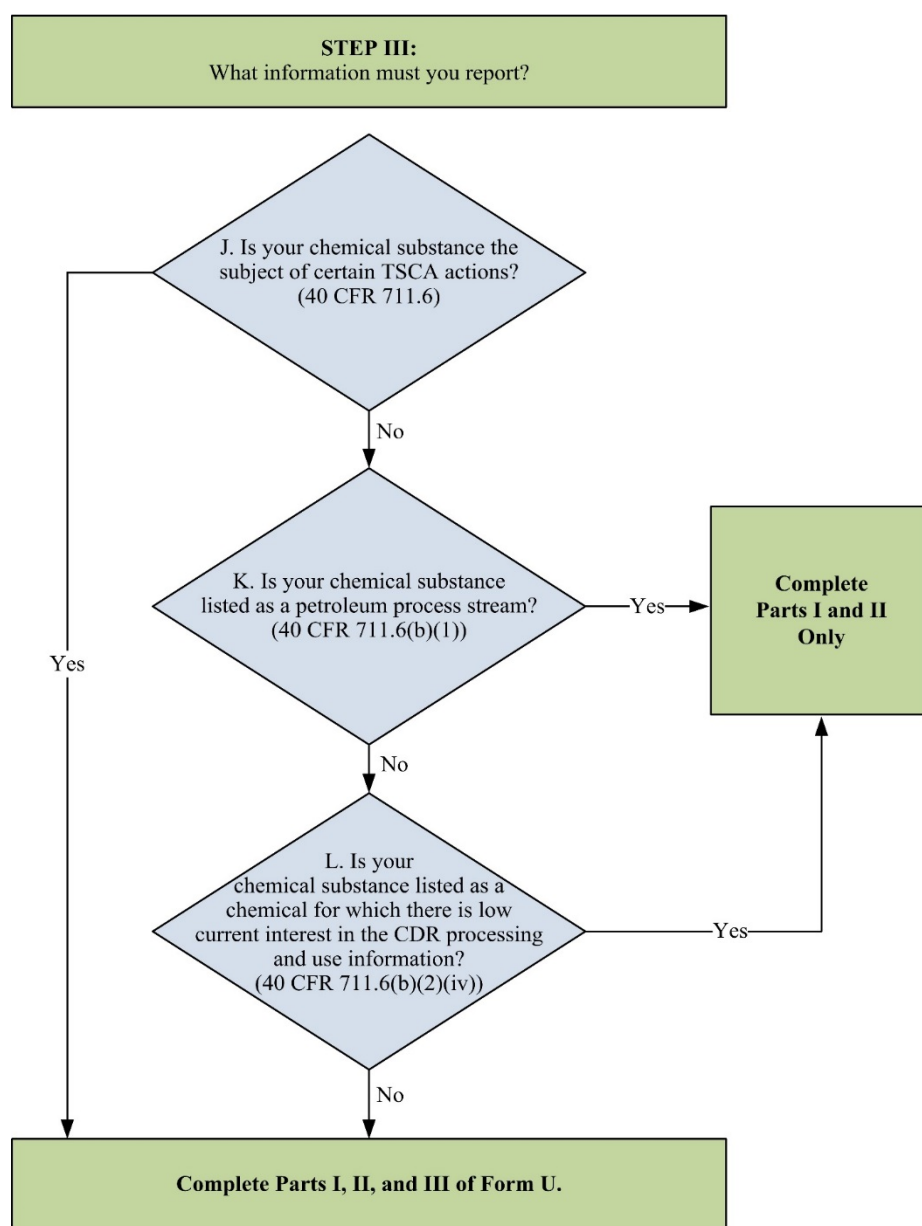 STEP III:
What information must you report?
J. Is your chemical substance the
subject of certain TSCA actions?
(40 CFR 711.6)
No
K. Is your chemical substance
listed as a petroleum process stream?
(40 CFR 711.6(b)(1))
Yes
Complete
Parts I and II
Only
Yes
No
L. Is your
chemical substance listed as a
chemical for which there is low
current interest in the CDR processing
and use information?
(40 CFR 711.6(b)(2)(iv))
Yes
No
Complete Parts I, II, and III of Form U.